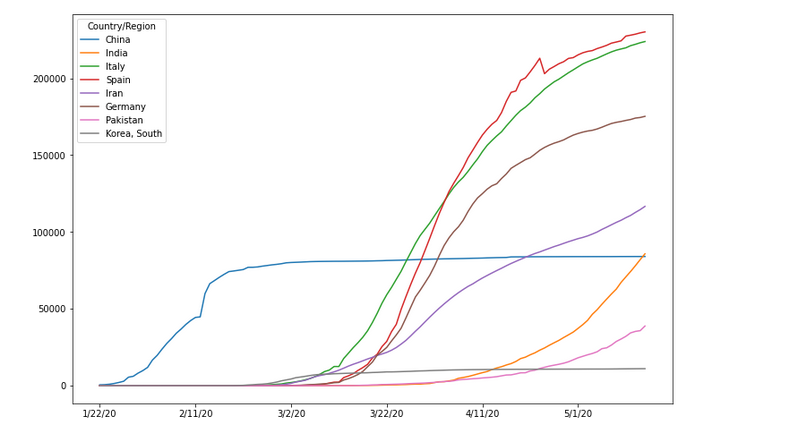 Country/Region
China
India
Italy
Spain
Iran
Germany
Pakistan
Korea, South
200000
150000
100000
50000
0
1/22/20 2/11/20 3/2/20 3/22/20 4/11/20 5/1/20